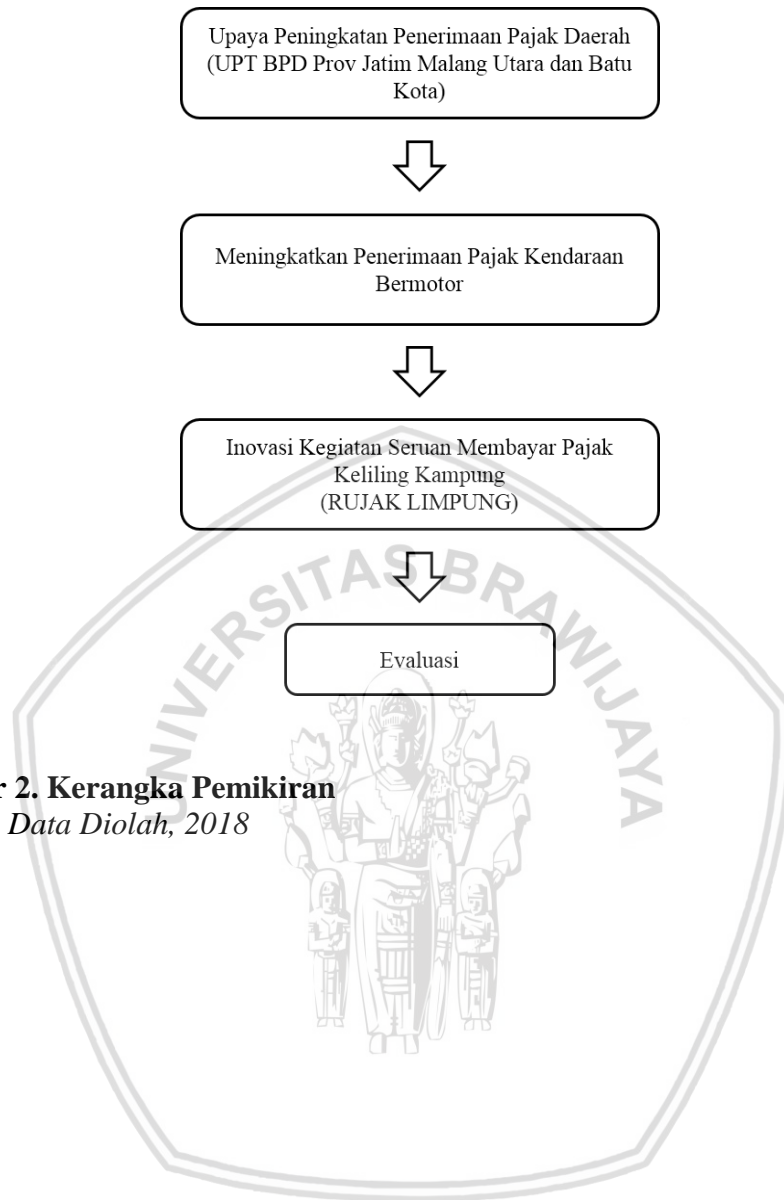 Upaya Peningkatan Penerimaan Pajak Daerah
(UPT BPD Prov Jatim Malang Utara dan Batu
Kota)
Meningkatkan Penerimaan Pajak Kendaraan
Bermotor
Inovasi Kegiatan Seruan Membayar Pajak
Keliling Kampung
(RUJAK LIMPUNG)
Evaluasi
UNIVERSITAS BRAWIJAYA
2. Kerangka Pemikiran
Data Diolah, 2018